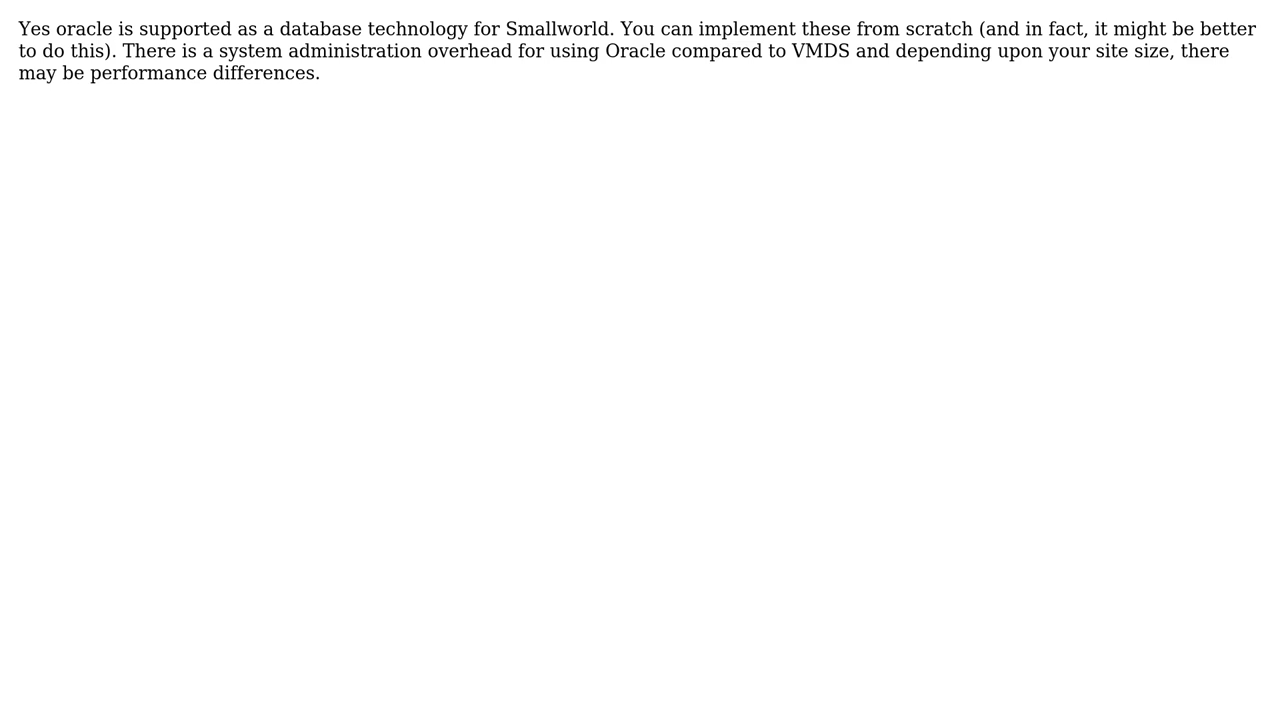 Yes oracle is supported as a database technology for Smallworld. You can implement these from scratch (and in fact, it might be better
to do this). There is a system administration overhead for using Oracle compared to VMDS and depending upon your site size, there
may be performance differences.